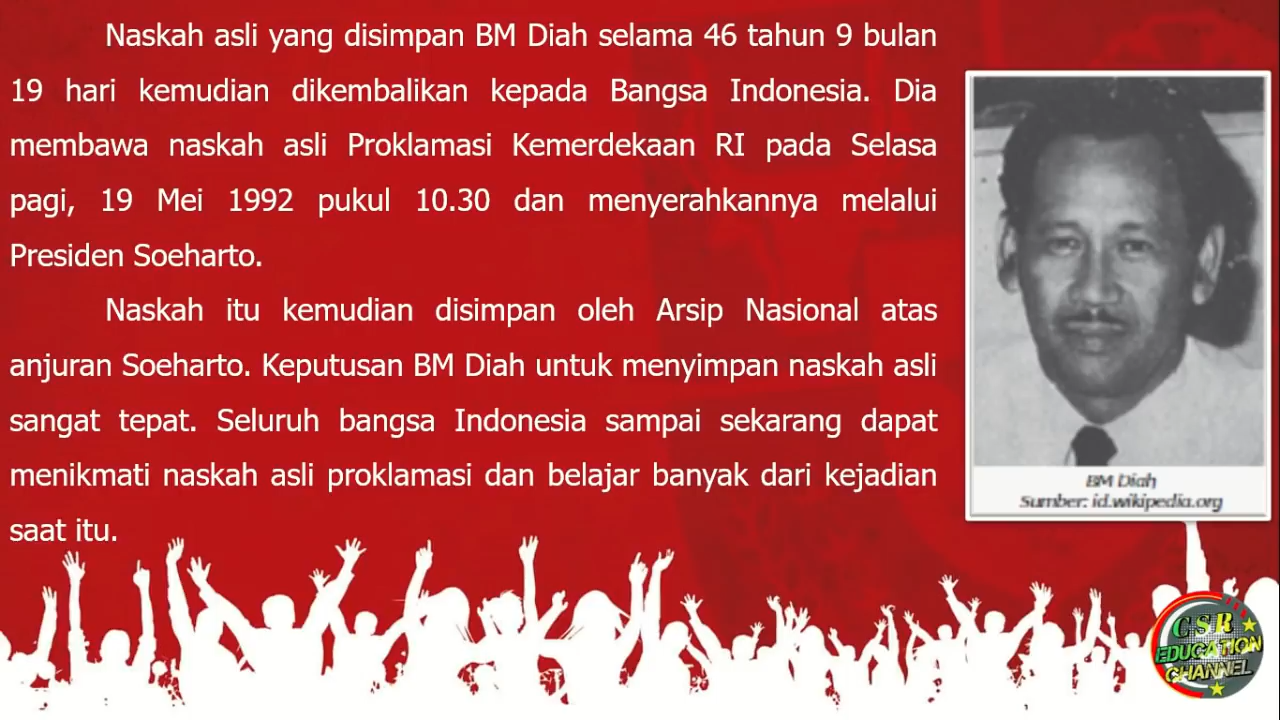 Naskah asli yang disimpan BM Diah selama 46 tahun 9 bulan
19 hari kemudian dikembalikan kepada Bangsa Indonesia. Dia
membawa naskah asli Proklamasi Kemerdekaan RI pada Selasa
pagi, 19 Mei 1992 pukul 10.30 dan menyerahkannya melalui
Presiden Soeharto.
Naskah itu kemudian disimpan oleh Arsip Nasional atas
anjuran Soeharto. Keputusan BM Diah untuk menyimpan naskah asli
sangat tepat. Seluruh bangsa Indonesia sampai sekarang dapat
menikmati naskah asli proklamasi dan belajar banyak dari kejadian
saat itu.
BM Diah
Sumber: id.wikipedia.org
CSR
EDUCATION
CHANNEL